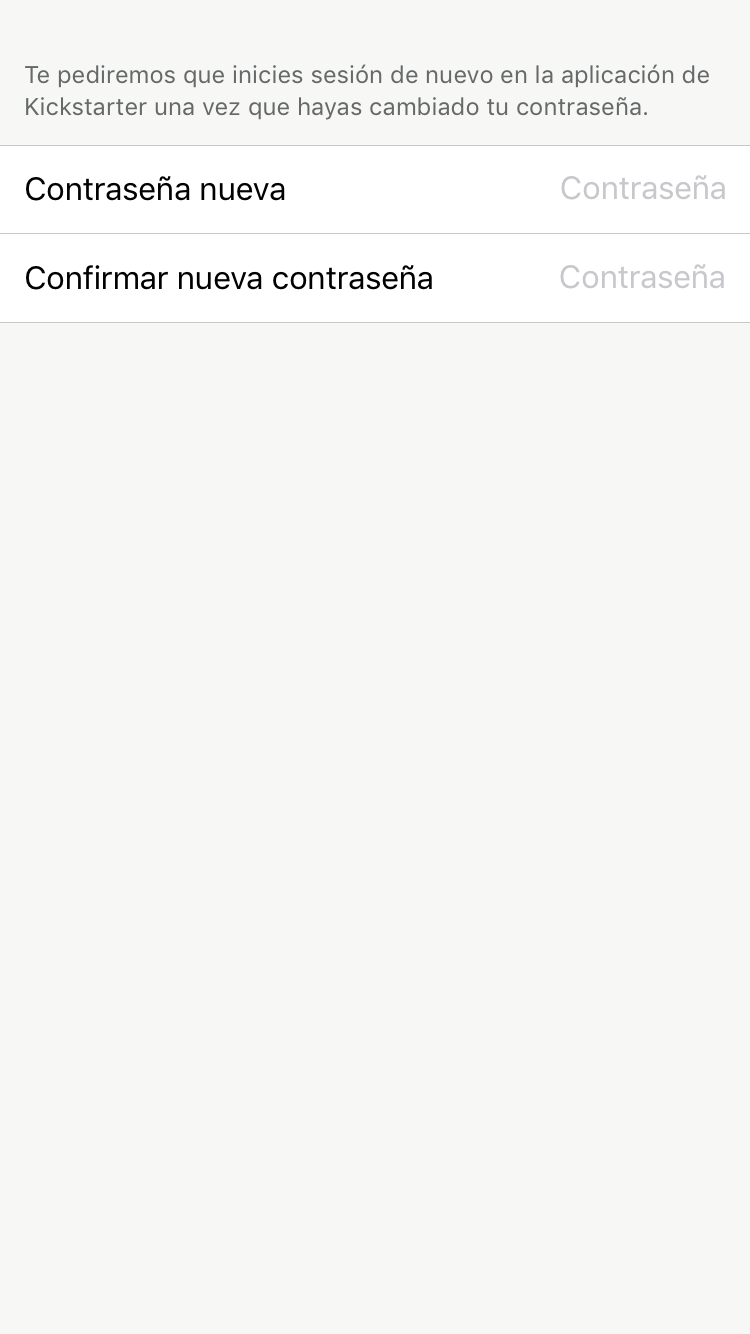 Te pediremos que inicies sesión de nuevo en la aplicación de
Kickstarter una vez que hayas cambiado tu contraseña.
Contraseña nueva Contraseña
Confirmar nueva contraseña Contraseña